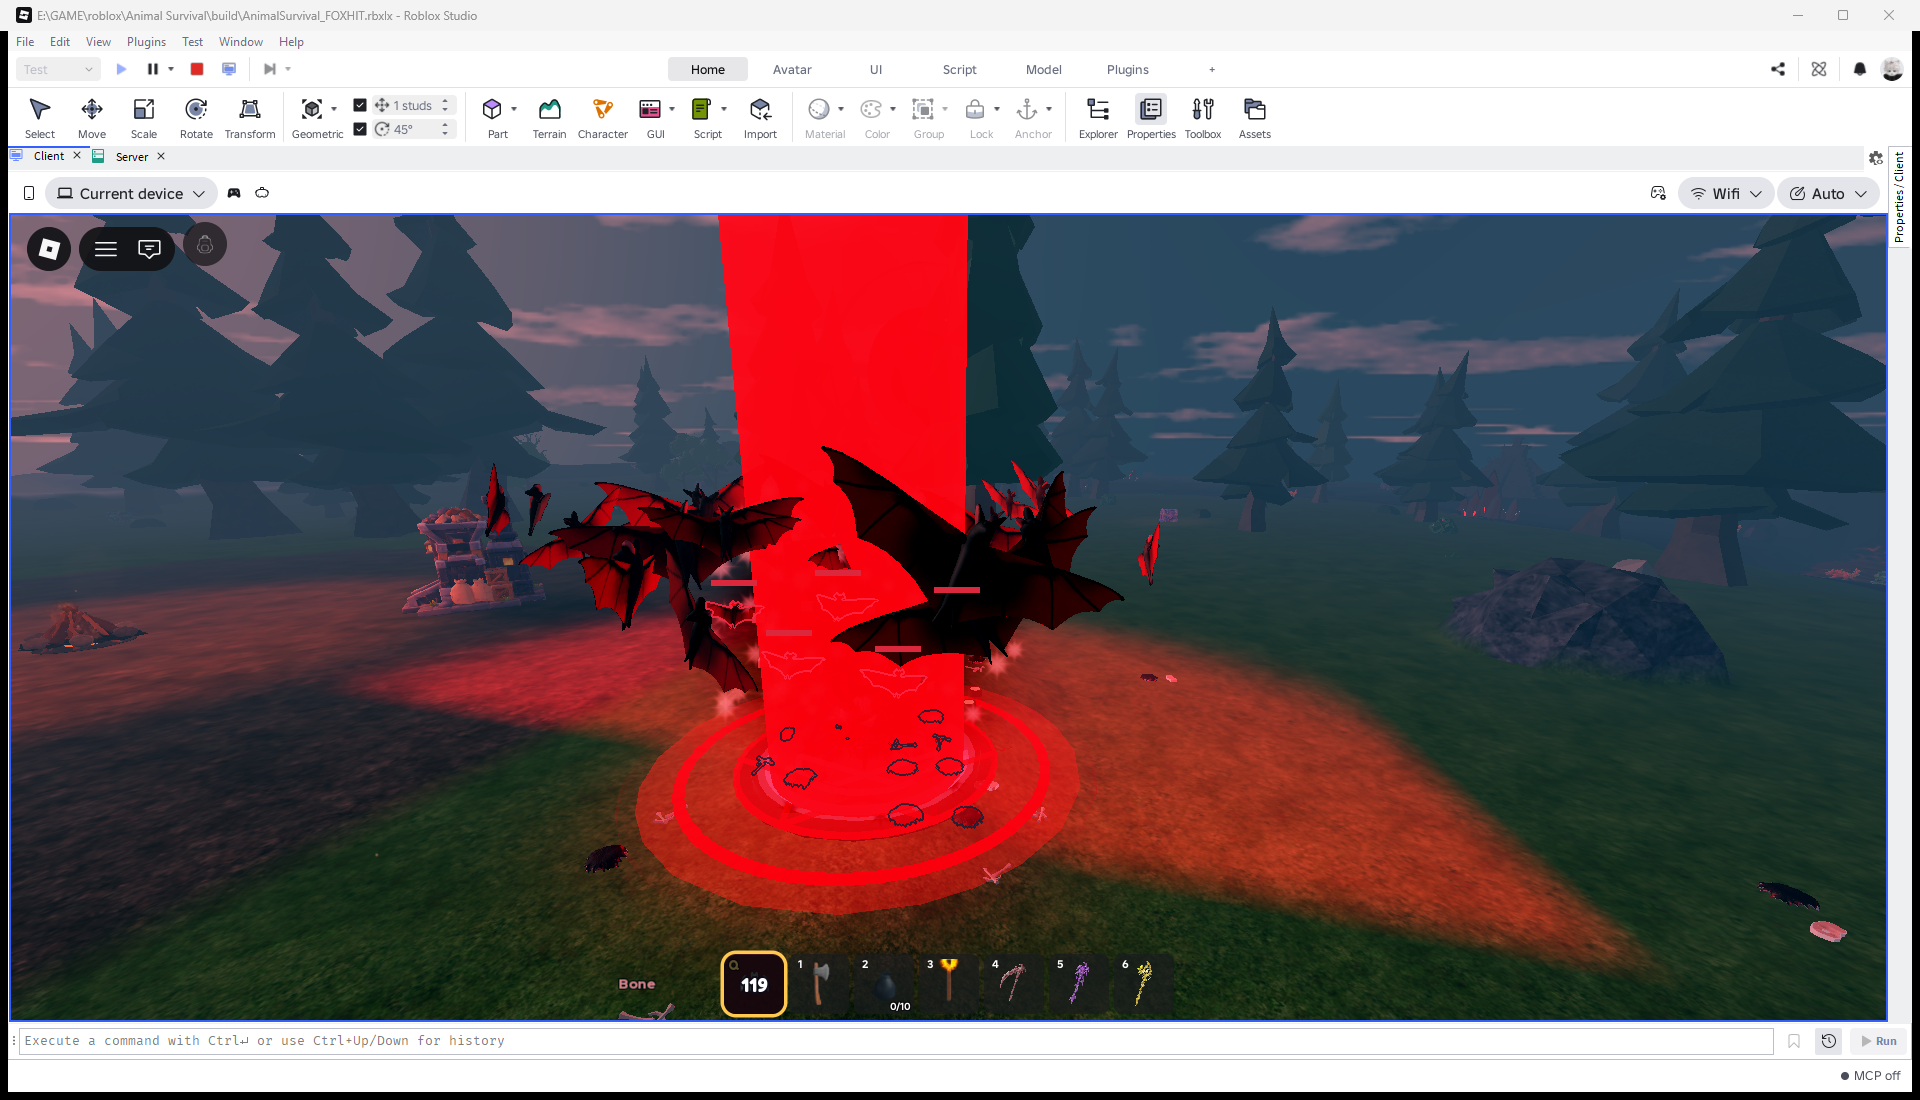 E:\GAME\roblox\Animal Survival\build\AnimalSurvival_FOXHIT.rbxlx - Roblox Studio
File Edit View Plugins Test Window Help
Test
Home Avatar UI Script Model Plugins +
1 studs
45°
Select Move Scale Rotate Transform Geometric Part Terrain Character GUI Script Import Material Color Group Lock Anchor Explorer Properties Toolbox Assets
Client Server
Properties / Client
Current device
Wifi Auto
Bone
Q
119
1
2
0/10
3
4
5
6
Execute a command with Ctrl↵ or use Ctrl+Up/Down for history
Run
MCP off